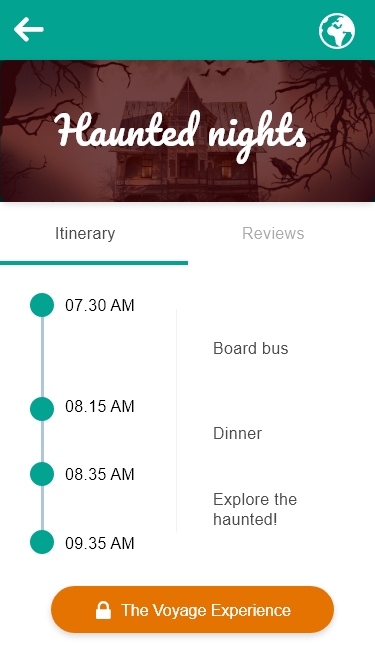 Haunted nights
Itinerary
Reviews
07.30 AM
Board bus
08.15 AM
Dinner
08.35 AM
Explore the
haunted!
09.35 AM
The Voyage Experience